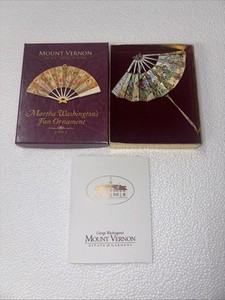 MOUNT VERNON
Martha Washington's
Fan Ornament
George Washington's
MOUNT VERNON
ESTATE & GARDENS